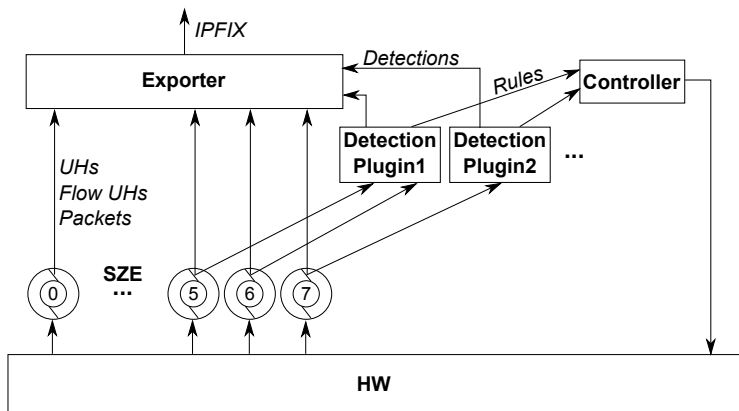 IPFIX
Exporter
Detections
Rules
Controller
Detection
Plugin1
Detection
Plugin2
...
UHs
Flow UHs
Packets
SZE
...
0
5
6
7
HW